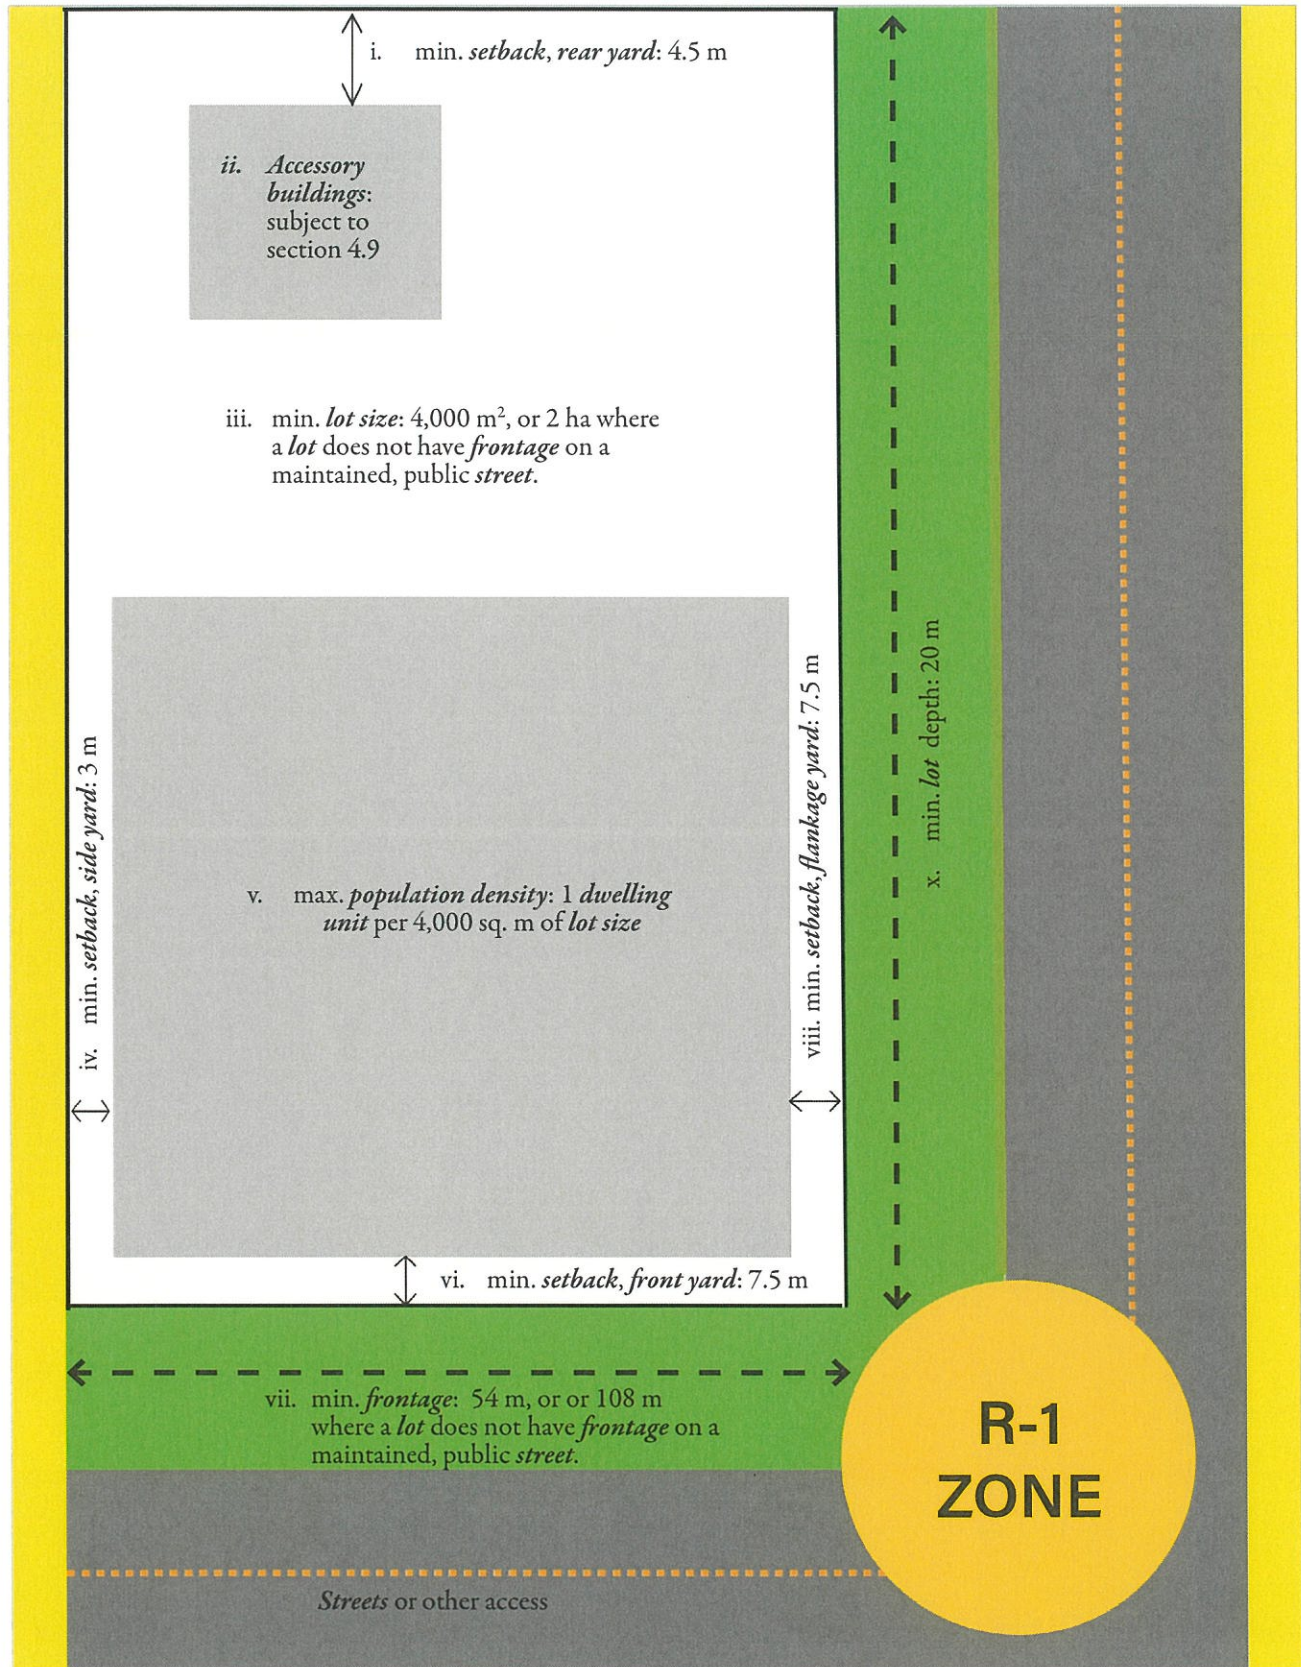 i. min. setback, rear yard: 4.5 m
ii. Accessory
buildings:
subject to
section 4.9
iii. min. lot size: 4,000 m², or 2 ha where
a lot does not have frontage on a
maintained, public street.
iv. min. setback, side yard: 3 m
v. max. population density: 1 dwelling
unit per 4,000 sq. m of lot size
viii. min. setback, flankage yard: 7.5 m
x. min. lot depth: 20 m
vi. min. setback, front yard: 7.5 m
vii. min. frontage: 54 m, or or 108 m
where a lot does not have frontage on a
maintained, public street.
R-1
ZONE
Streets or other access